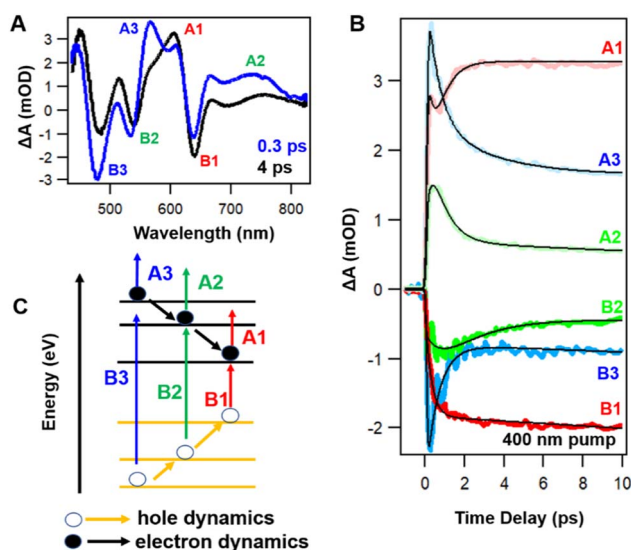 A
A3
A1
A2
B2
B3
B1
0.3 ps
4 ps
3
2
1
0
-1
-2
-3
500
600
700
800
ΔA (mOD)
Wavelength (nm)
B
A1
A3
A2
B2
B3
B1
400 nm pump
3
2
1
0
-1
-2
0
2
4
6
8
10
ΔA (mOD)
Time Delay (ps)
C
A3
A2
A1
B3
B2
B1
Energy (eV)
hole dynamics
electron dynamics